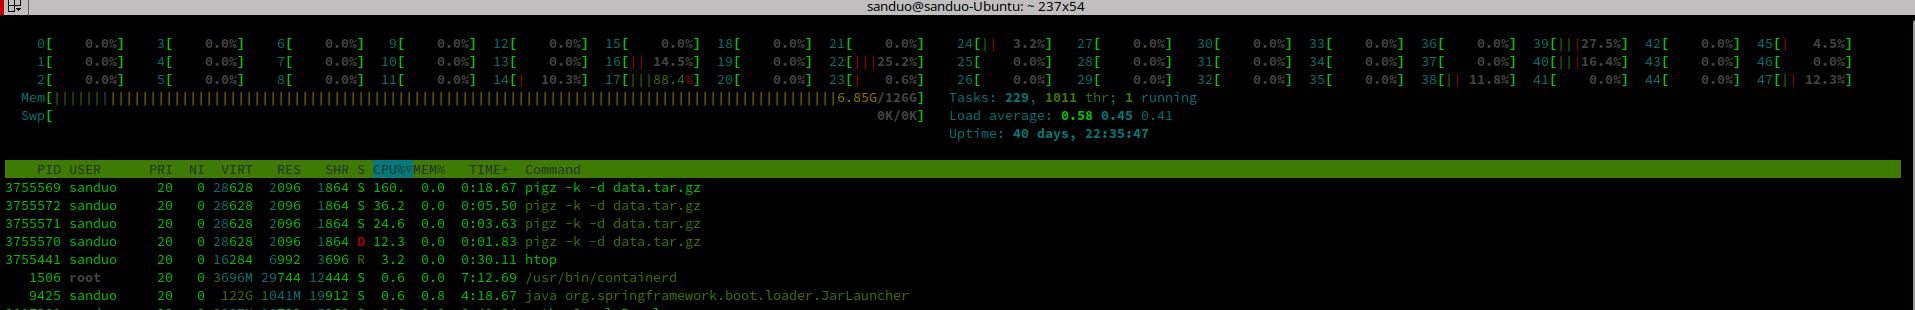 sanduo@sanduo-Ubuntu: ~ 237x54
0[ 0.0%] 3[ 0.0%] 6[ 0.0%] 9[ 0.0%] 12[ 0.0%] 15[ 0.0%] 18[ 0.0%] 21[ 0.0%] 24[|| 3.2%] 27[ 0.0%] 30[ 0.0%] 33[ 0.0%] 36[ 0.0%] 39[|||27.5%] 42[ 0.0%] 45[| 4.5%]
1[ 0.0%] 4[ 0.0%] 7[ 0.0%] 10[ 0.0%] 13[ 0.0%] 16[|| 14.5%] 19[ 0.0%] 22[|||25.2%] 25[ 0.0%] 28[ 0.0%] 31[ 0.0%] 34[ 0.0%] 37[ 0.0%] 40[|||16.4%] 43[ 0.0%] 46[ 0.0%]
2[ 0.0%] 5[ 0.0%] 8[ 0.0%] 11[ 0.0%] 14[| 10.3%] 17[|||88.4%] 20[ 0.0%] 23[| 0.6%] 26[ 0.0%] 29[ 0.0%] 32[ 0.0%] 35[ 0.0%] 38[|| 11.8%] 41[ 0.0%] 44[ 0.0%] 47[|| 12.3%]
Mem[6.85G/126G] Tasks: 229, 1011 thr; 1 running
Swp[ 0K/0K] Load average: 0.58 0.45 0.41
Uptime: 40 days, 22:35:47
PID USER PRI NI VIRT RES SHR S CPU%▽MEM% TIME+ Command
3755569 sanduo 20 0 28628 2096 1864 S 160. 0.0 0:18.67 pigz -k -d data.tar.gz
3755572 sanduo 20 0 28628 2096 1864 S 36.2 0.0 0:05.50 pigz -k -d data.tar.gz
3755571 sanduo 20 0 28628 2096 1864 S 24.6 0.0 0:03.63 pigz -k -d data.tar.gz
3755570 sanduo 20 0 28628 2096 1864 D 12.3 0.0 0:01.83 pigz -k -d data.tar.gz
3755441 sanduo 20 0 16284 6992 3696 R 3.2 0.0 0:30.11 htop
1506 root 20 0 3696M 29744 12444 S 0.6 0.0 7:12.69 /usr/bin/containerd
9425 sanduo 20 0 122G 1041M 19912 S 0.6 0.8 4:18.67 java org.springframework.boot.loader.JarLauncher